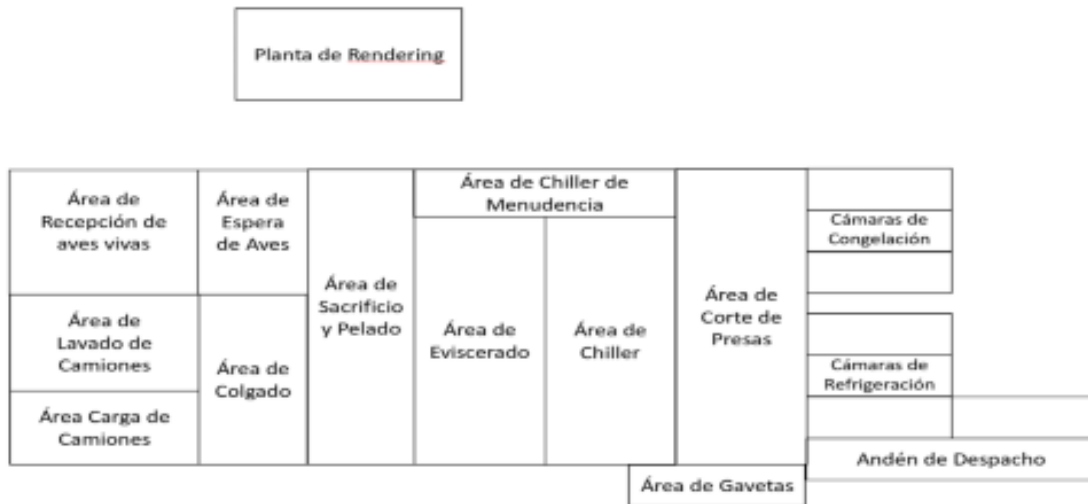 Planta de Rendering
Área de
Recepción de
aves vivas
Área de
Espera
de Aves
Área de
Sacrificio
y Pelado
Área de Chiller de
Menudencia
Área de
Corte de
Presas
Cámaras de
Congelación
Área de
Lavado de
Camiones
Área de
Colgado
Área de
Eviscerado
Área de
Chiller
Cámaras de
Refrigeración
Área Carga de
Camiones
Andén de Despacho
Área de Gavetas